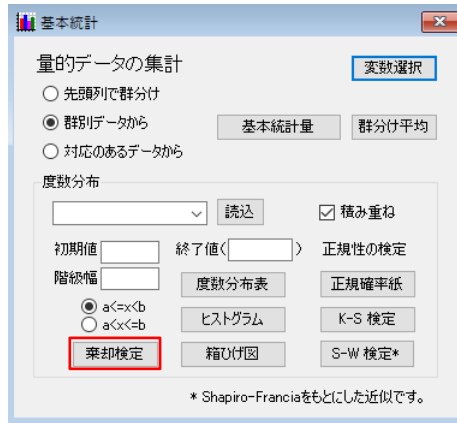 基本統計
量的データの集計
変数選択
先頭列で群分け
群別データから
基本統計量 群分け平均
対応のあるデータから
度数分布
読込 積み重ね
初期値 終了値( ) 正規性の検定
階級幅 度数分布表 正規確率紙
a<=x<b
ヒストグラム K-S 検定
a<x<=b
棄却検定 箱ひげ図 S-W 検定*
* Shapiro-Franciaをもとにした近似です。